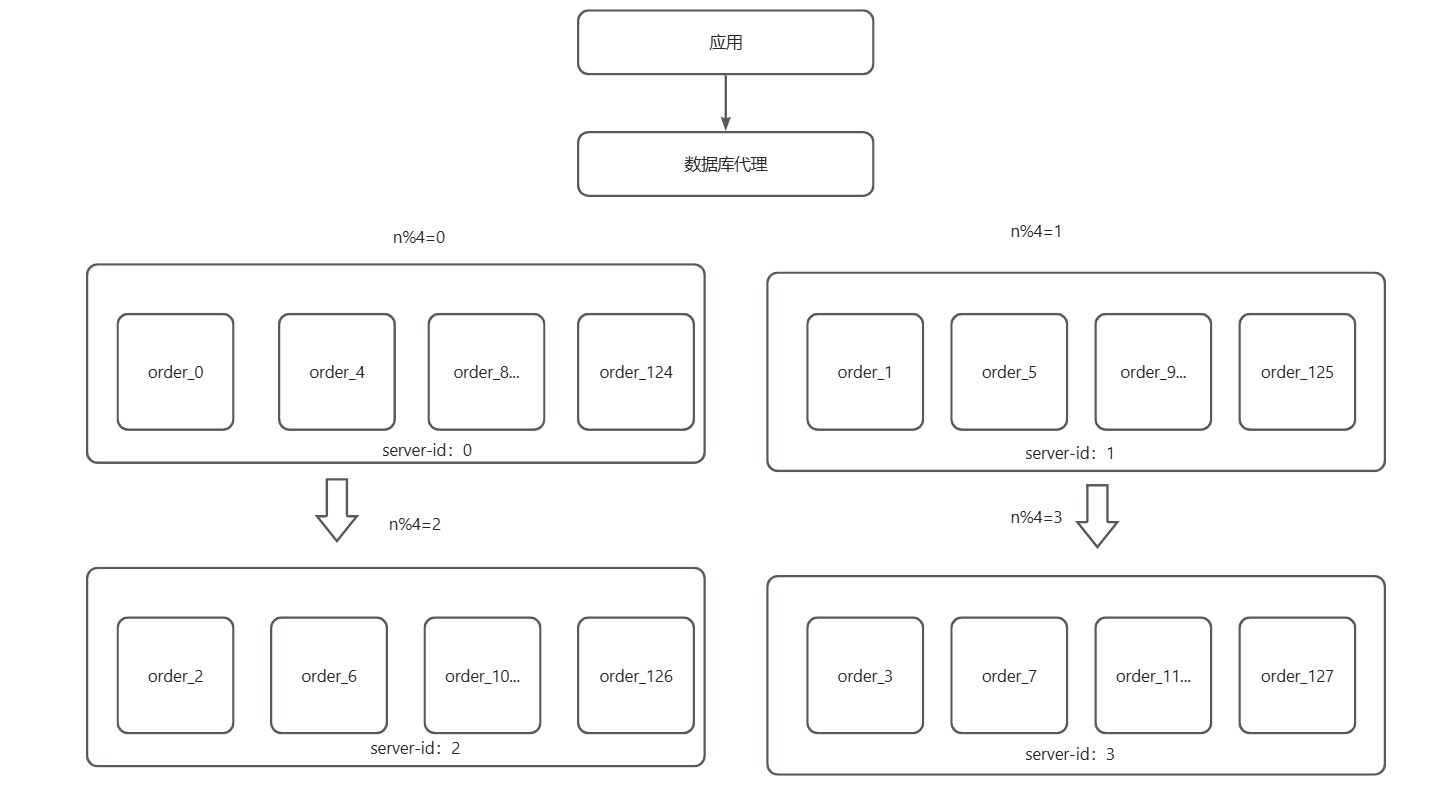 应用
数据库代理
n%4=0
n%4=1
order_0
order_4
order_8...
order_124
server-id：0
order_1
order_5
order_9...
order_125
server-id：1
n%4=2
n%4=3
order_2
order_6
order_10...
order_126
server-id：2
order_3
order_7
order_11...
order_127
server-id：3